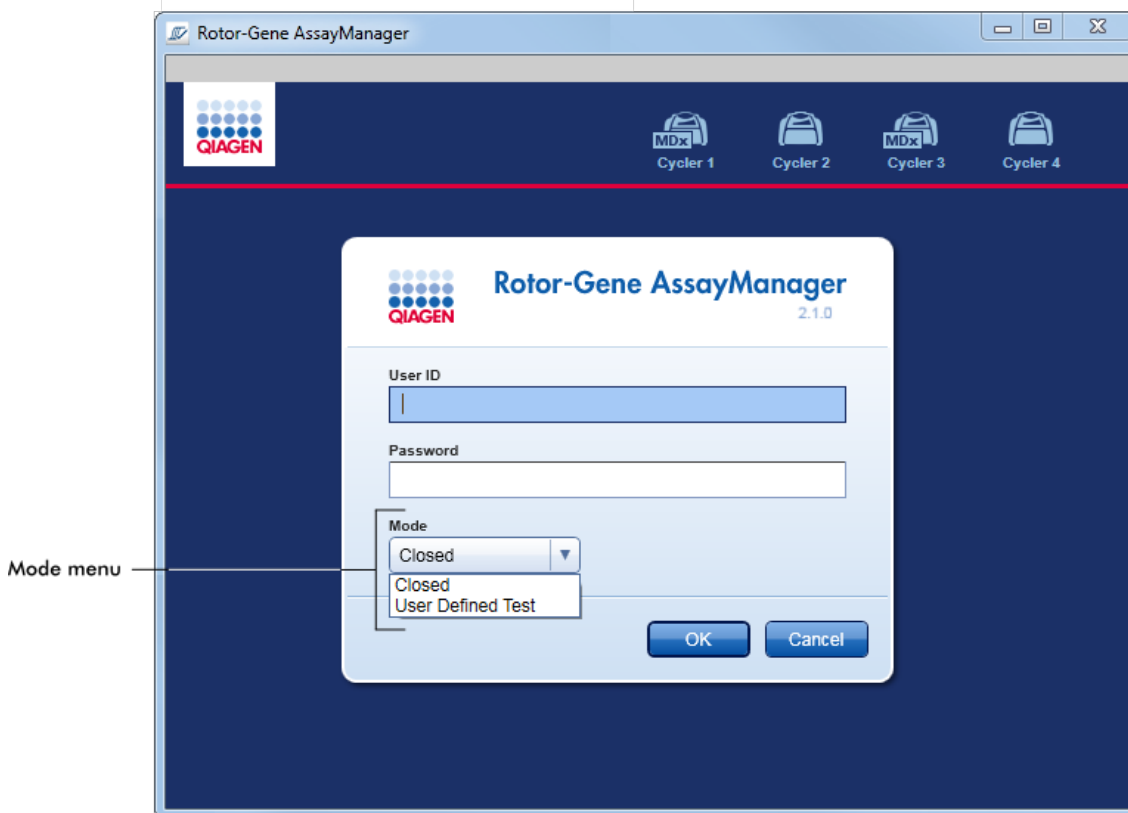 Rotor-Gene AssayManager
QIAGEN
MDx
MDx
Cycler 1
Cycler 2
Cycler 3
Cycler 4
QIAGEN
Rotor-Gene AssayManager
2.1.0
User ID
Password
Mode
Closed
Mode menu
Closed
User Defined Test
OK
Cancel